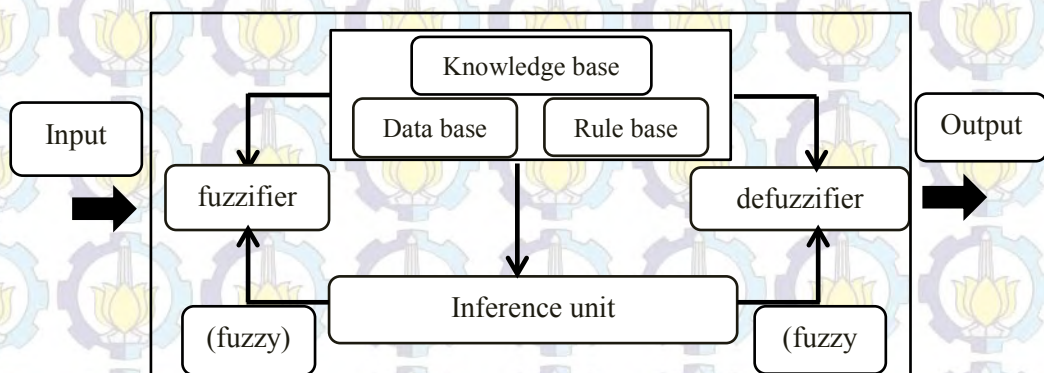 Knowledge base
Data base
Rule base
Input
Output
fuzzifier
defuzzifier
Inference unit
(fuzzy)
(fuzzy